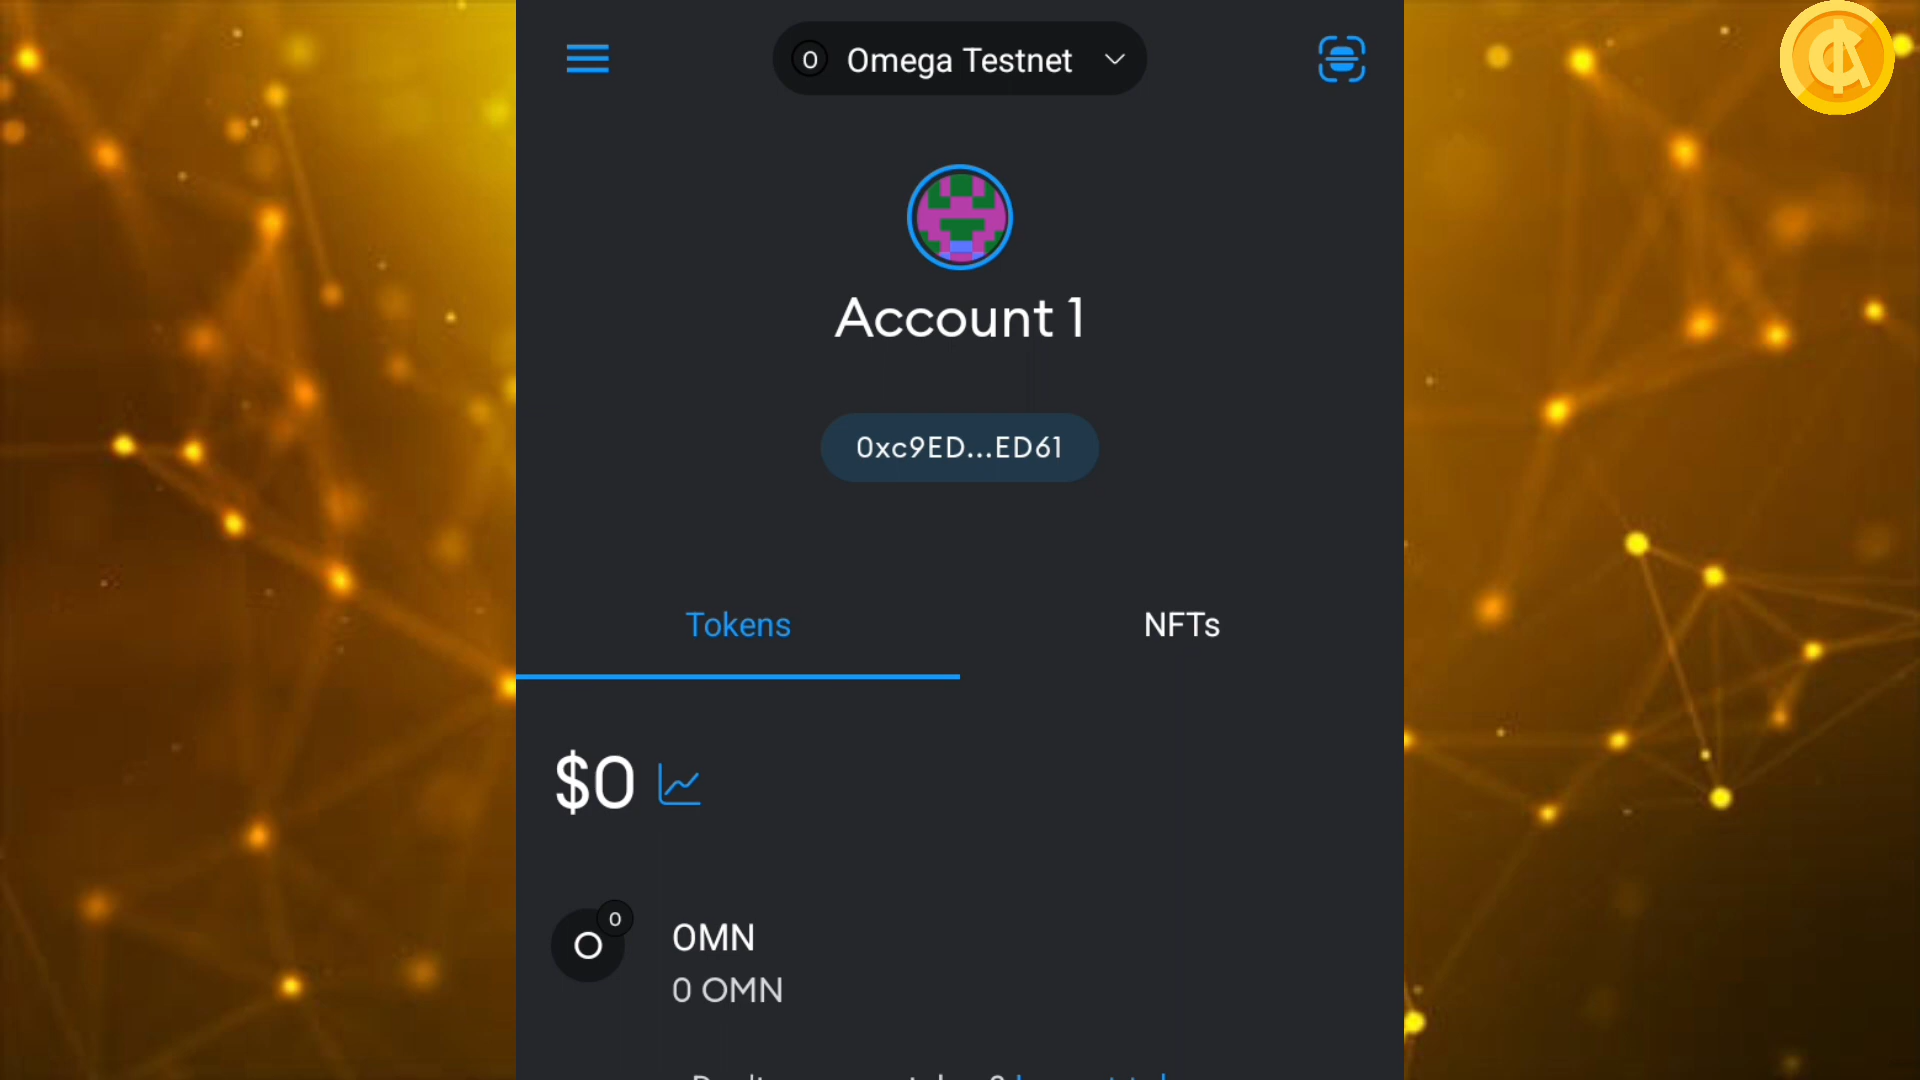 O Omega Testnet
Account 1
0xc9ED...ED61
Tokens NFTs
$0
O
O OMN
0 OMN